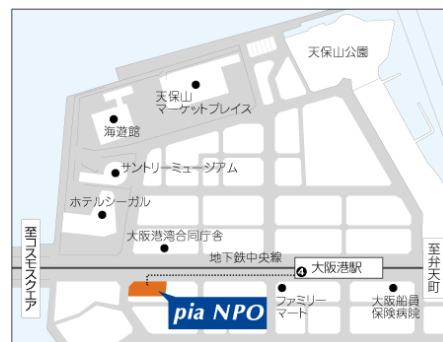 天保山公園
天保山
マーケットプレイス
海遊館
サントリーミュージアム
ホテルシーガル
大阪港湾合同庁舎
地下鉄中央線
4 大阪港駅
至コスモスクエア
至弁天町
pia NPO
ファミリー
マート
大阪船員
保険病院